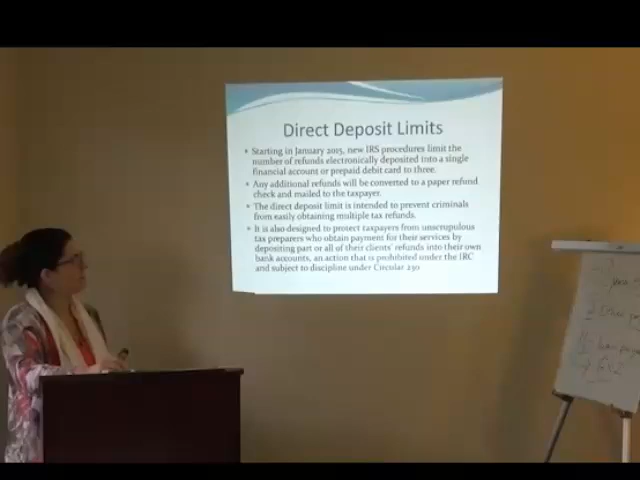 Direct Deposit Limits
• Starting in January 2015, new IRS procedures limit the
number of refunds electronically deposited into a single
financial account or prepaid debit card to three.
• Any additional refunds will be converted to a paper refund
check and mailed to the taxpayer.
• The direct deposit limit is intended to prevent criminals
from easily obtaining multiple tax refunds.
• It is also designed to protect taxpayers from unscrupulous
tax preparers who obtain payment for their services by
depositing part or all of their clients' refunds into their own
bank accounts, an action that is prohibited under the IRC
and subject to discipline under Circular 230